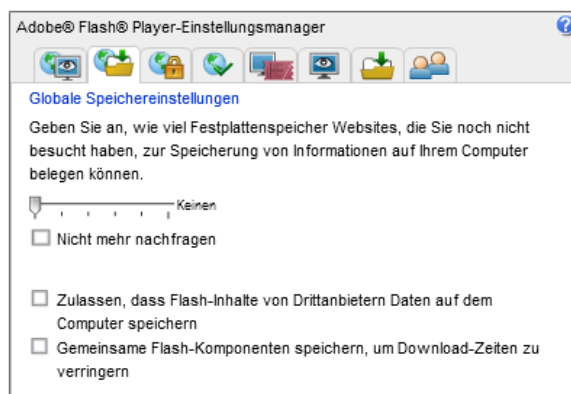 Adobe® Flash® Player-Einstellungsmanager
?
Globale Speichereinstellungen
Geben Sie an, wie viel Festplattenspeicher Websites, die Sie noch nicht
besucht haben, zur Speicherung von Informationen auf Ihrem Computer
belegen können.
Keinen
Nicht mehr nachfragen
Zulassen, dass Flash-Inhalte von Drittanbietern Daten auf dem
Computer speichern
Gemeinsame Flash-Komponenten speichern, um Download-Zeiten zu
verringern